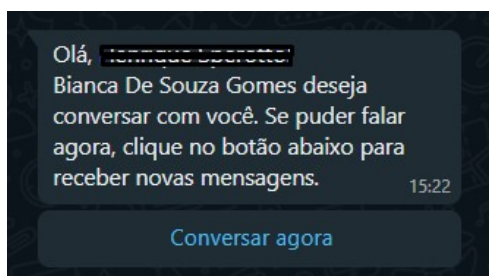 Olá,
Bianca De Souza Gomes deseja
conversar com você. Se puder falar
agora, clique no botão abaixo para
receber novas mensagens.
15:22
Conversar agora